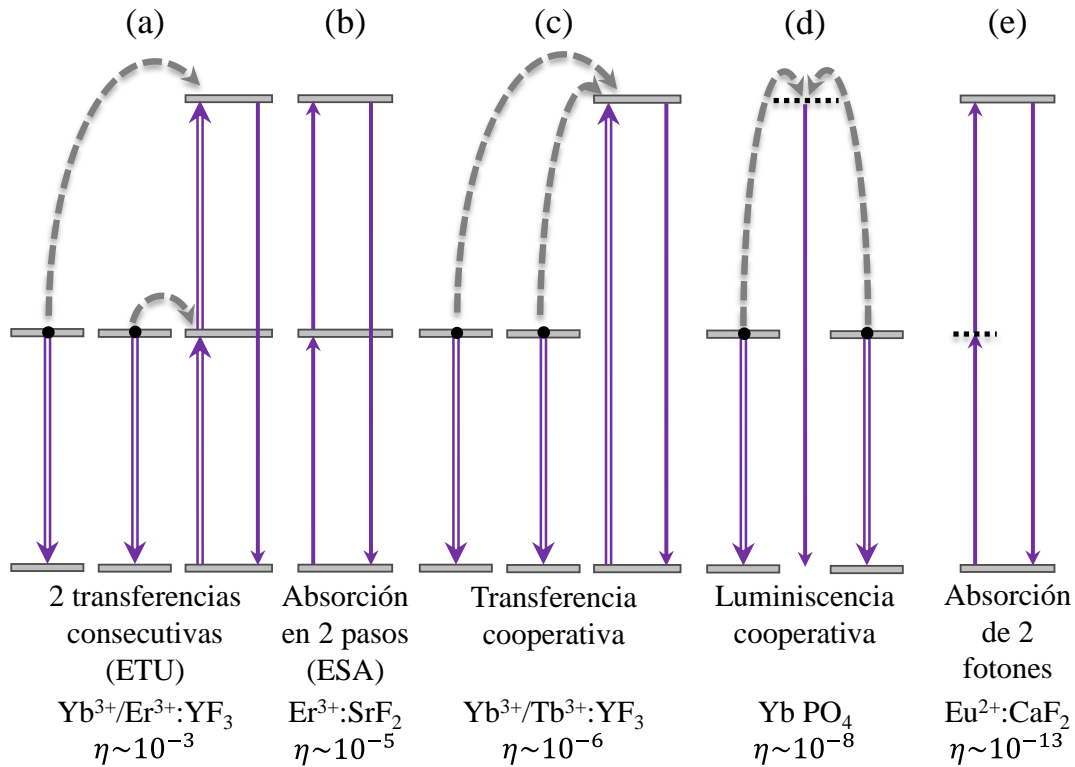 (a) (b) (c) (d) (e)
2 transferencias
consecutivas
(ETU)
Yb³⁺/Er³⁺:YF₃
η~10⁻³
Absorción
en 2 pasos
(ESA)
Er³⁺:SrF₂
η~10⁻⁵
Transferencia
cooperativa
Yb³⁺/Tb³⁺:YF₃
η~10⁻⁶
Luminiscencia
cooperativa
Yb PO₄
η~10⁻⁸
Absorción
de 2
fotones
Eu²⁺:CaF₂
η~10⁻¹³